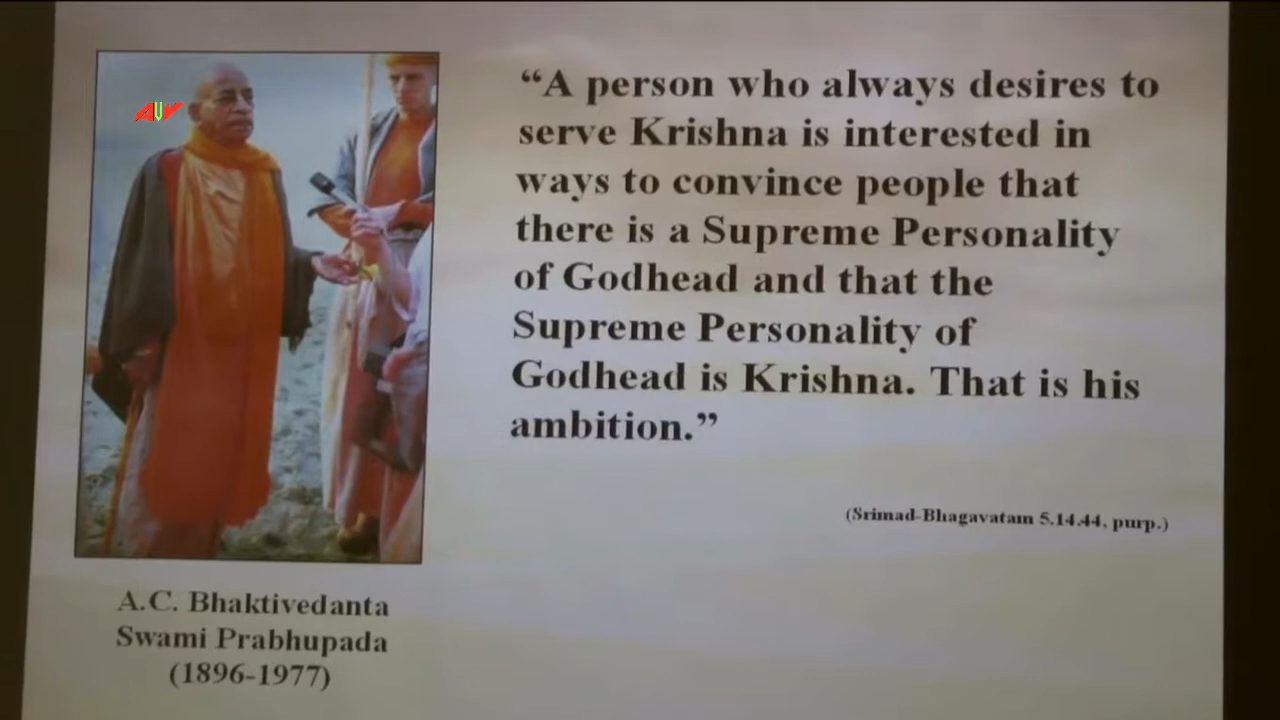 AIV
“A person who always desires to
serve Krishna is interested in
ways to convince people that
there is a Supreme Personality
of Godhead and that the
Supreme Personality of
Godhead is Krishna. That is his
ambition.”
(Srimad-Bhagavatam 5.14.44, purp.)
A.C. Bhaktivedanta
Swami Prabhupada
(1896-1977)